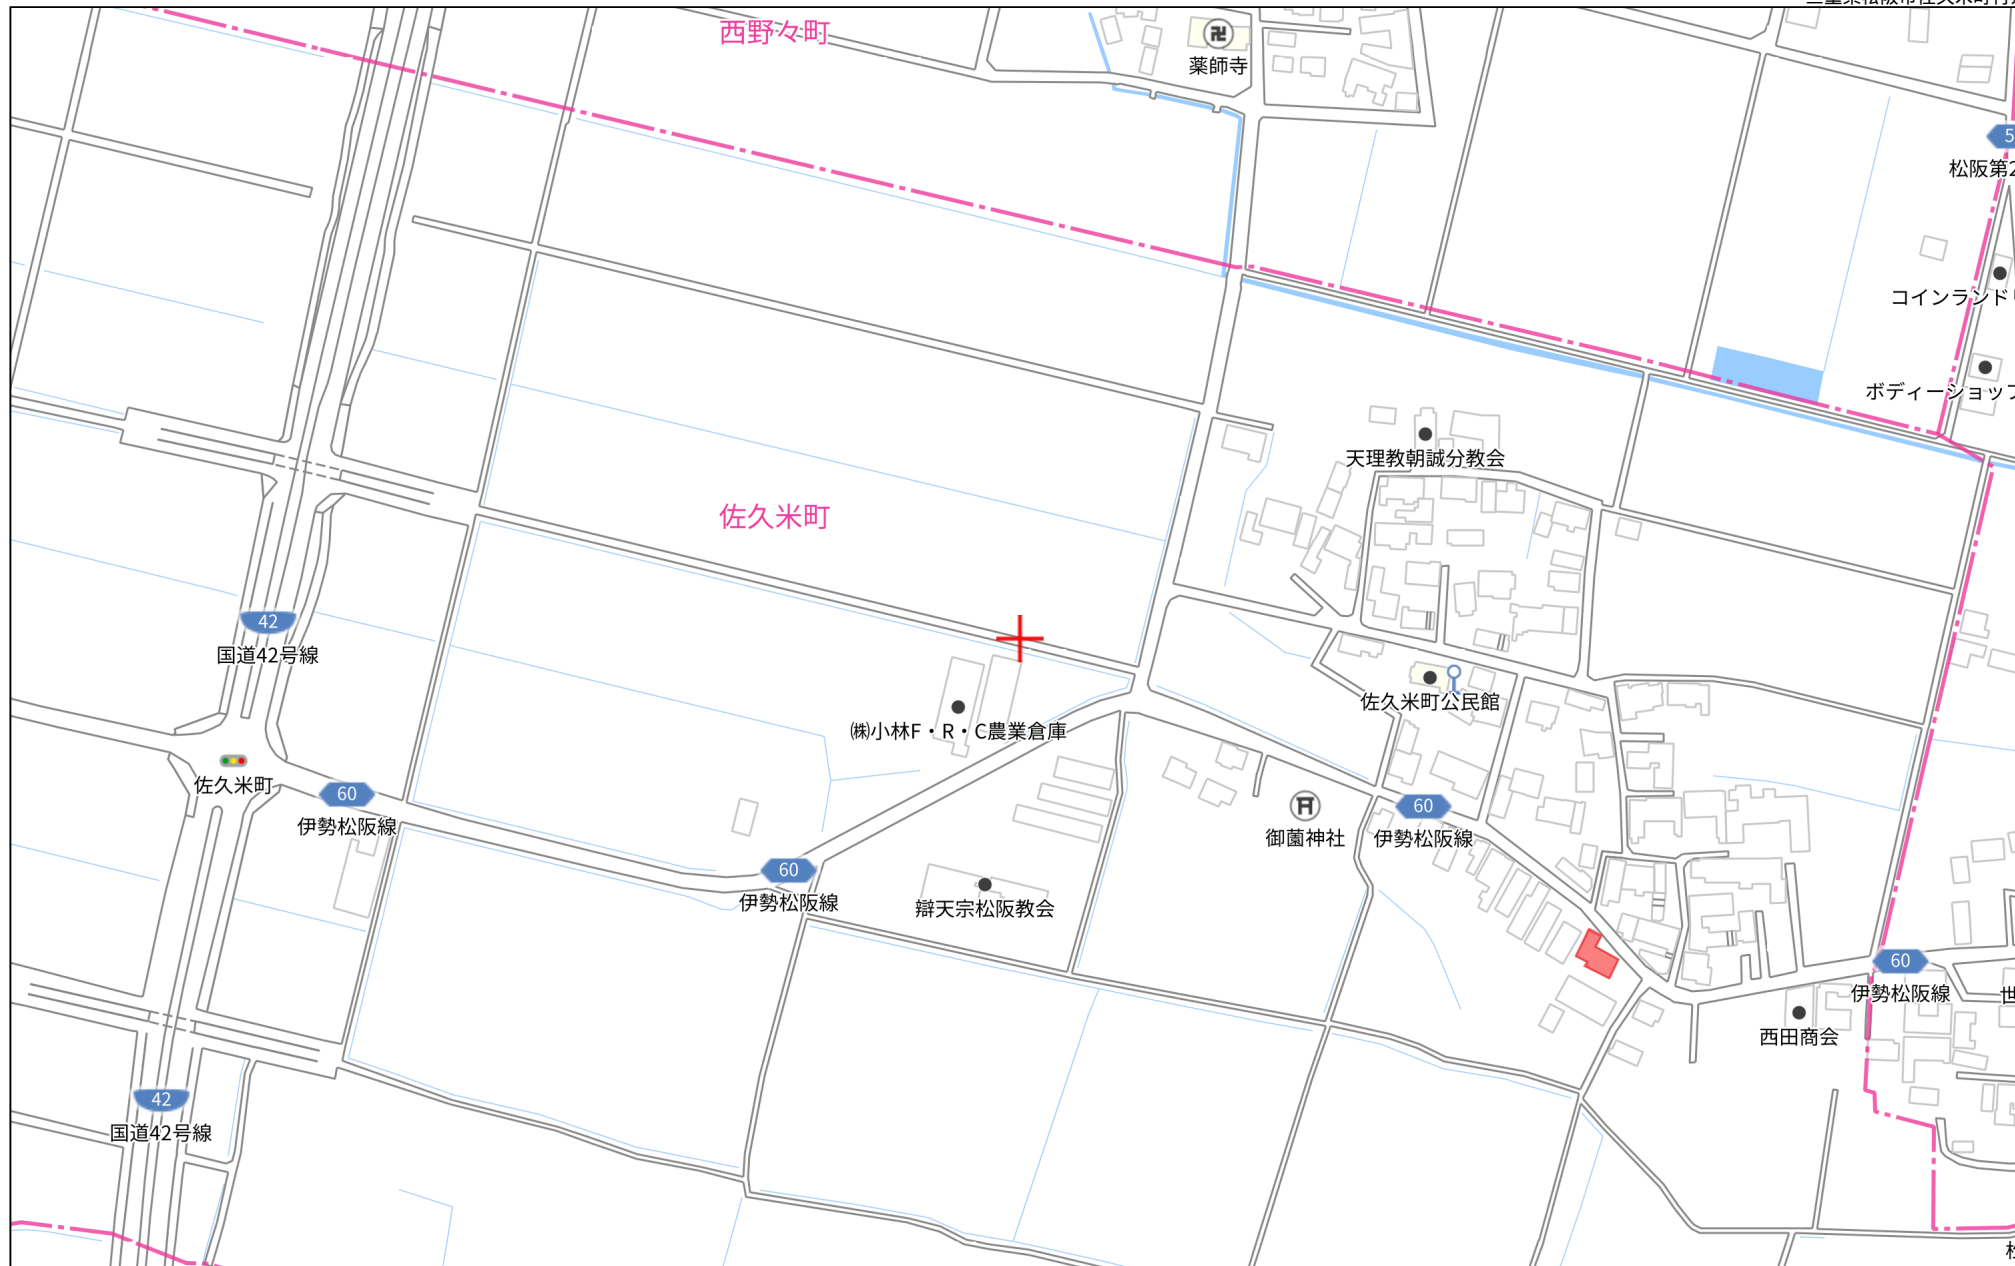 西野々町
薬師寺
5
松阪第2
コインランドリ
ボディーショップ
天理教朝誠分教会
佐久米町
42
国道42号線
佐久米町公民館
㈱小林F・R・C農業倉庫
佐久米町
60
伊勢松阪線
御薗神社
60
伊勢松阪線
60
伊勢松阪線
辯天宗松阪教会
60
伊勢松阪線
世
西田商会
42
国道42号線